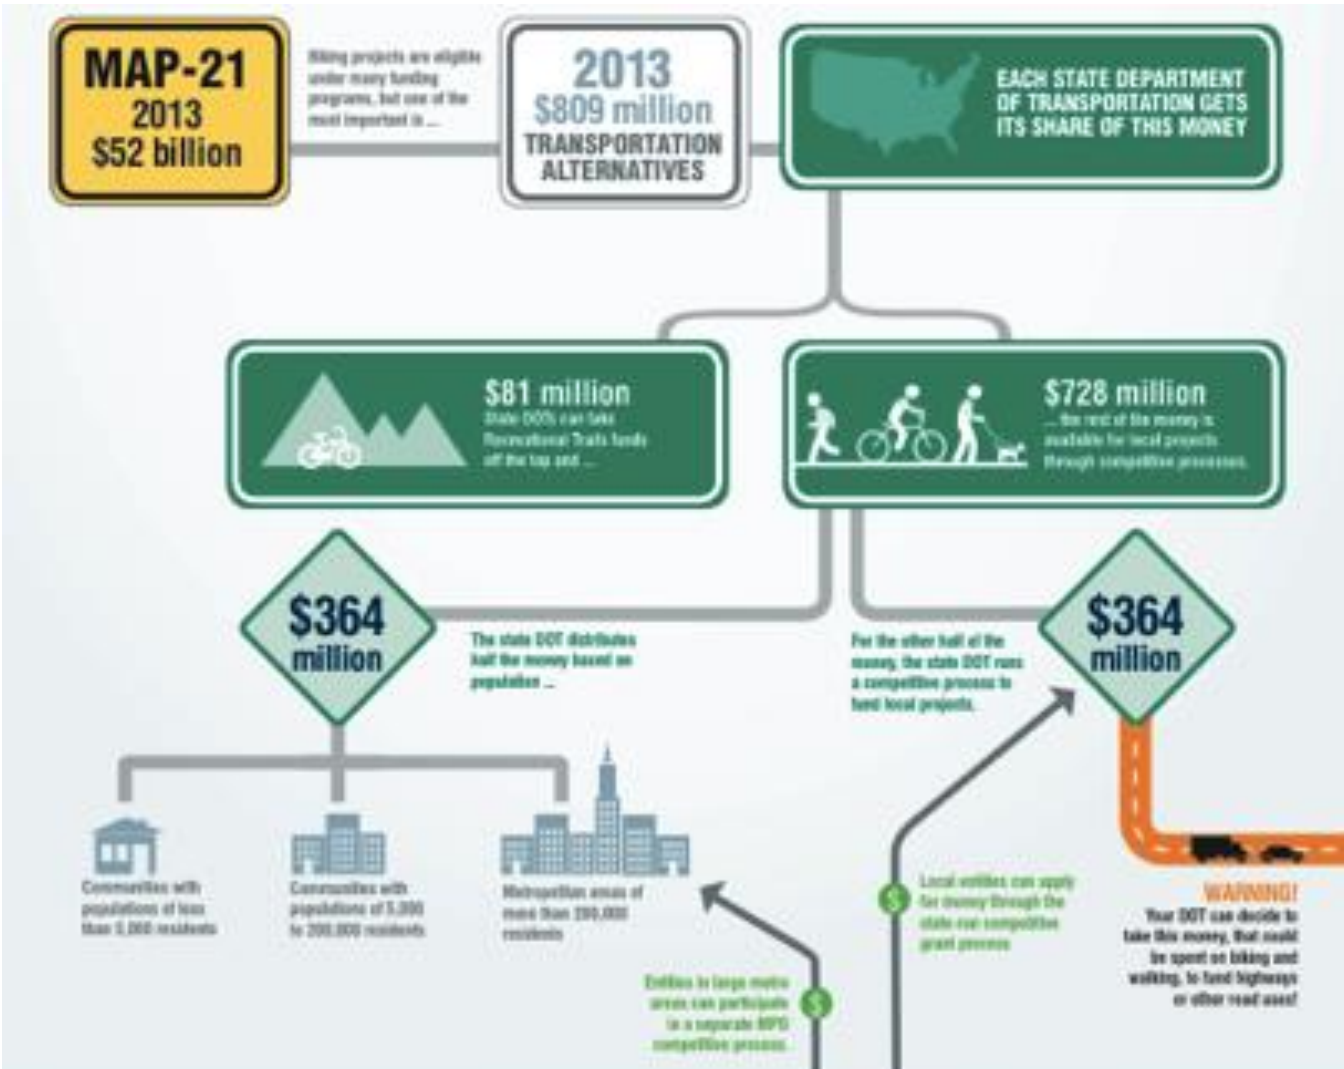 MAP-21
2013
$52 billion
Biking projects are eligible
under many funding
programs, but one of the
most important is ...
2013
$809 million
TRANSPORTATION
ALTERNATIVES
EACH STATE DEPARTMENT
OF TRANSPORTATION GETS
ITS SHARE OF THIS MONEY
$81 million
State DOTs can take
Recreational Trails funds
off the top and ...
$728 million
... the rest of the money is
available for local projects
through competitive processes.
$364
million
The state DOT distributes
half the money based on
population ...
For the other half of the
money, the state DOT runs
a competitive process to
fund local projects.
$364
million
Communities with
populations of less
than 5,000 residents
Communities with
populations of 5,000
to 200,000 residents
Metropolitan areas of
more than 200,000
residents
Entities in large metro
areas can participate
in a separate MPO
competitive process.
$
$
Local entities can apply
for money through the
state-run competitive
grant process
WARNING!
Your DOT can decide to
take this money, that could
be spent on biking and
walking, to fund highways
or other road uses!